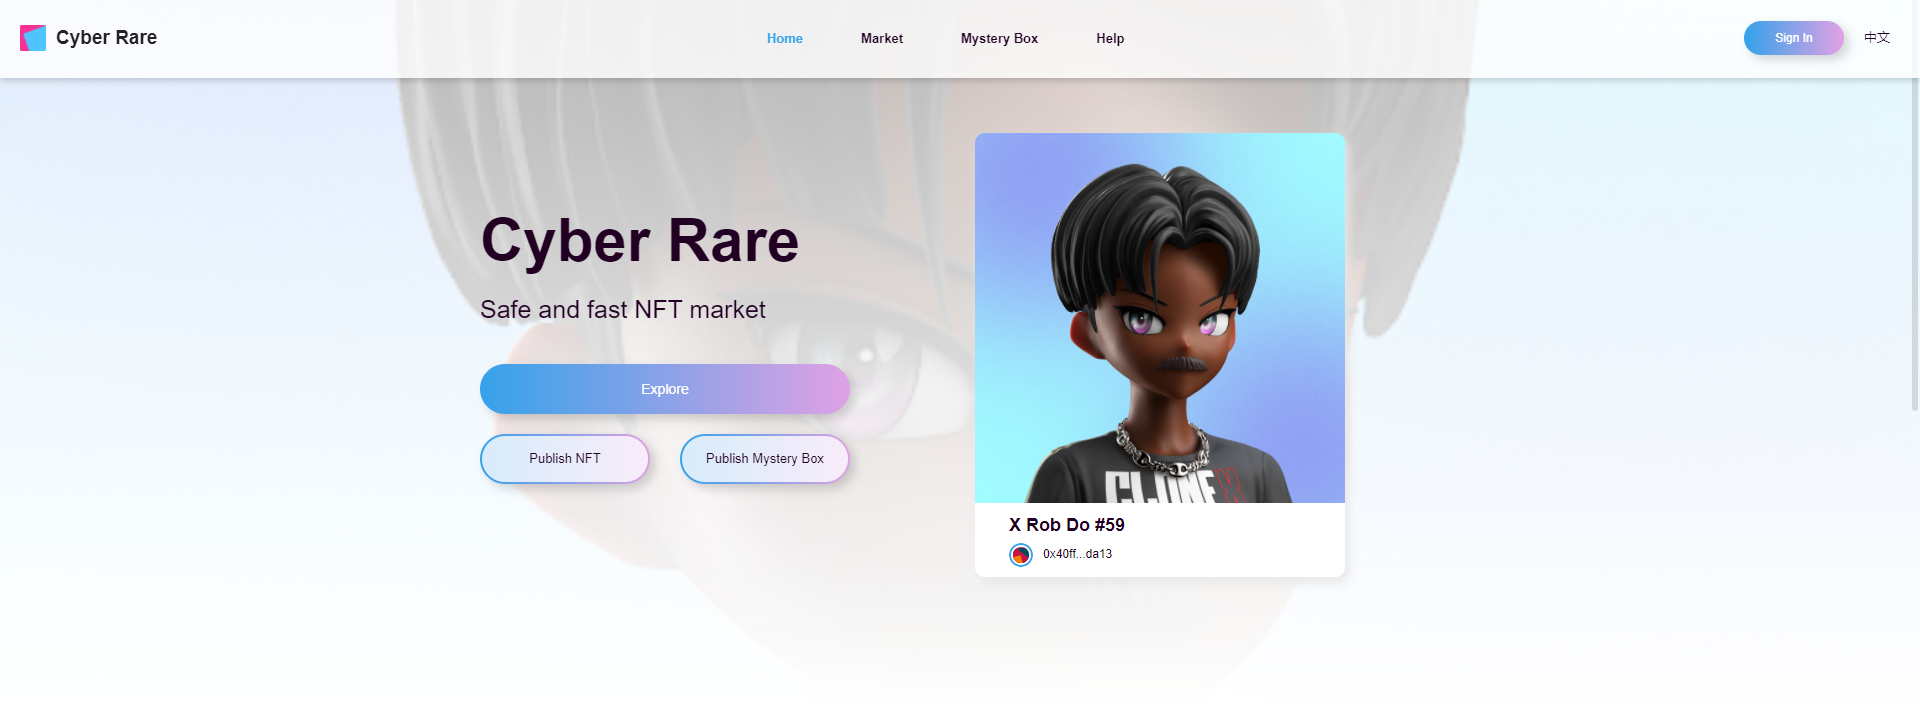 Cyber Rare
Home
Market
Mystery Box
Help
Sign In
中文
Cyber Rare
Safe and fast NFT market
Explore
Publish NFT
Publish Mystery Box
CLONE X
X Rob Do #59
0x40ff...da13